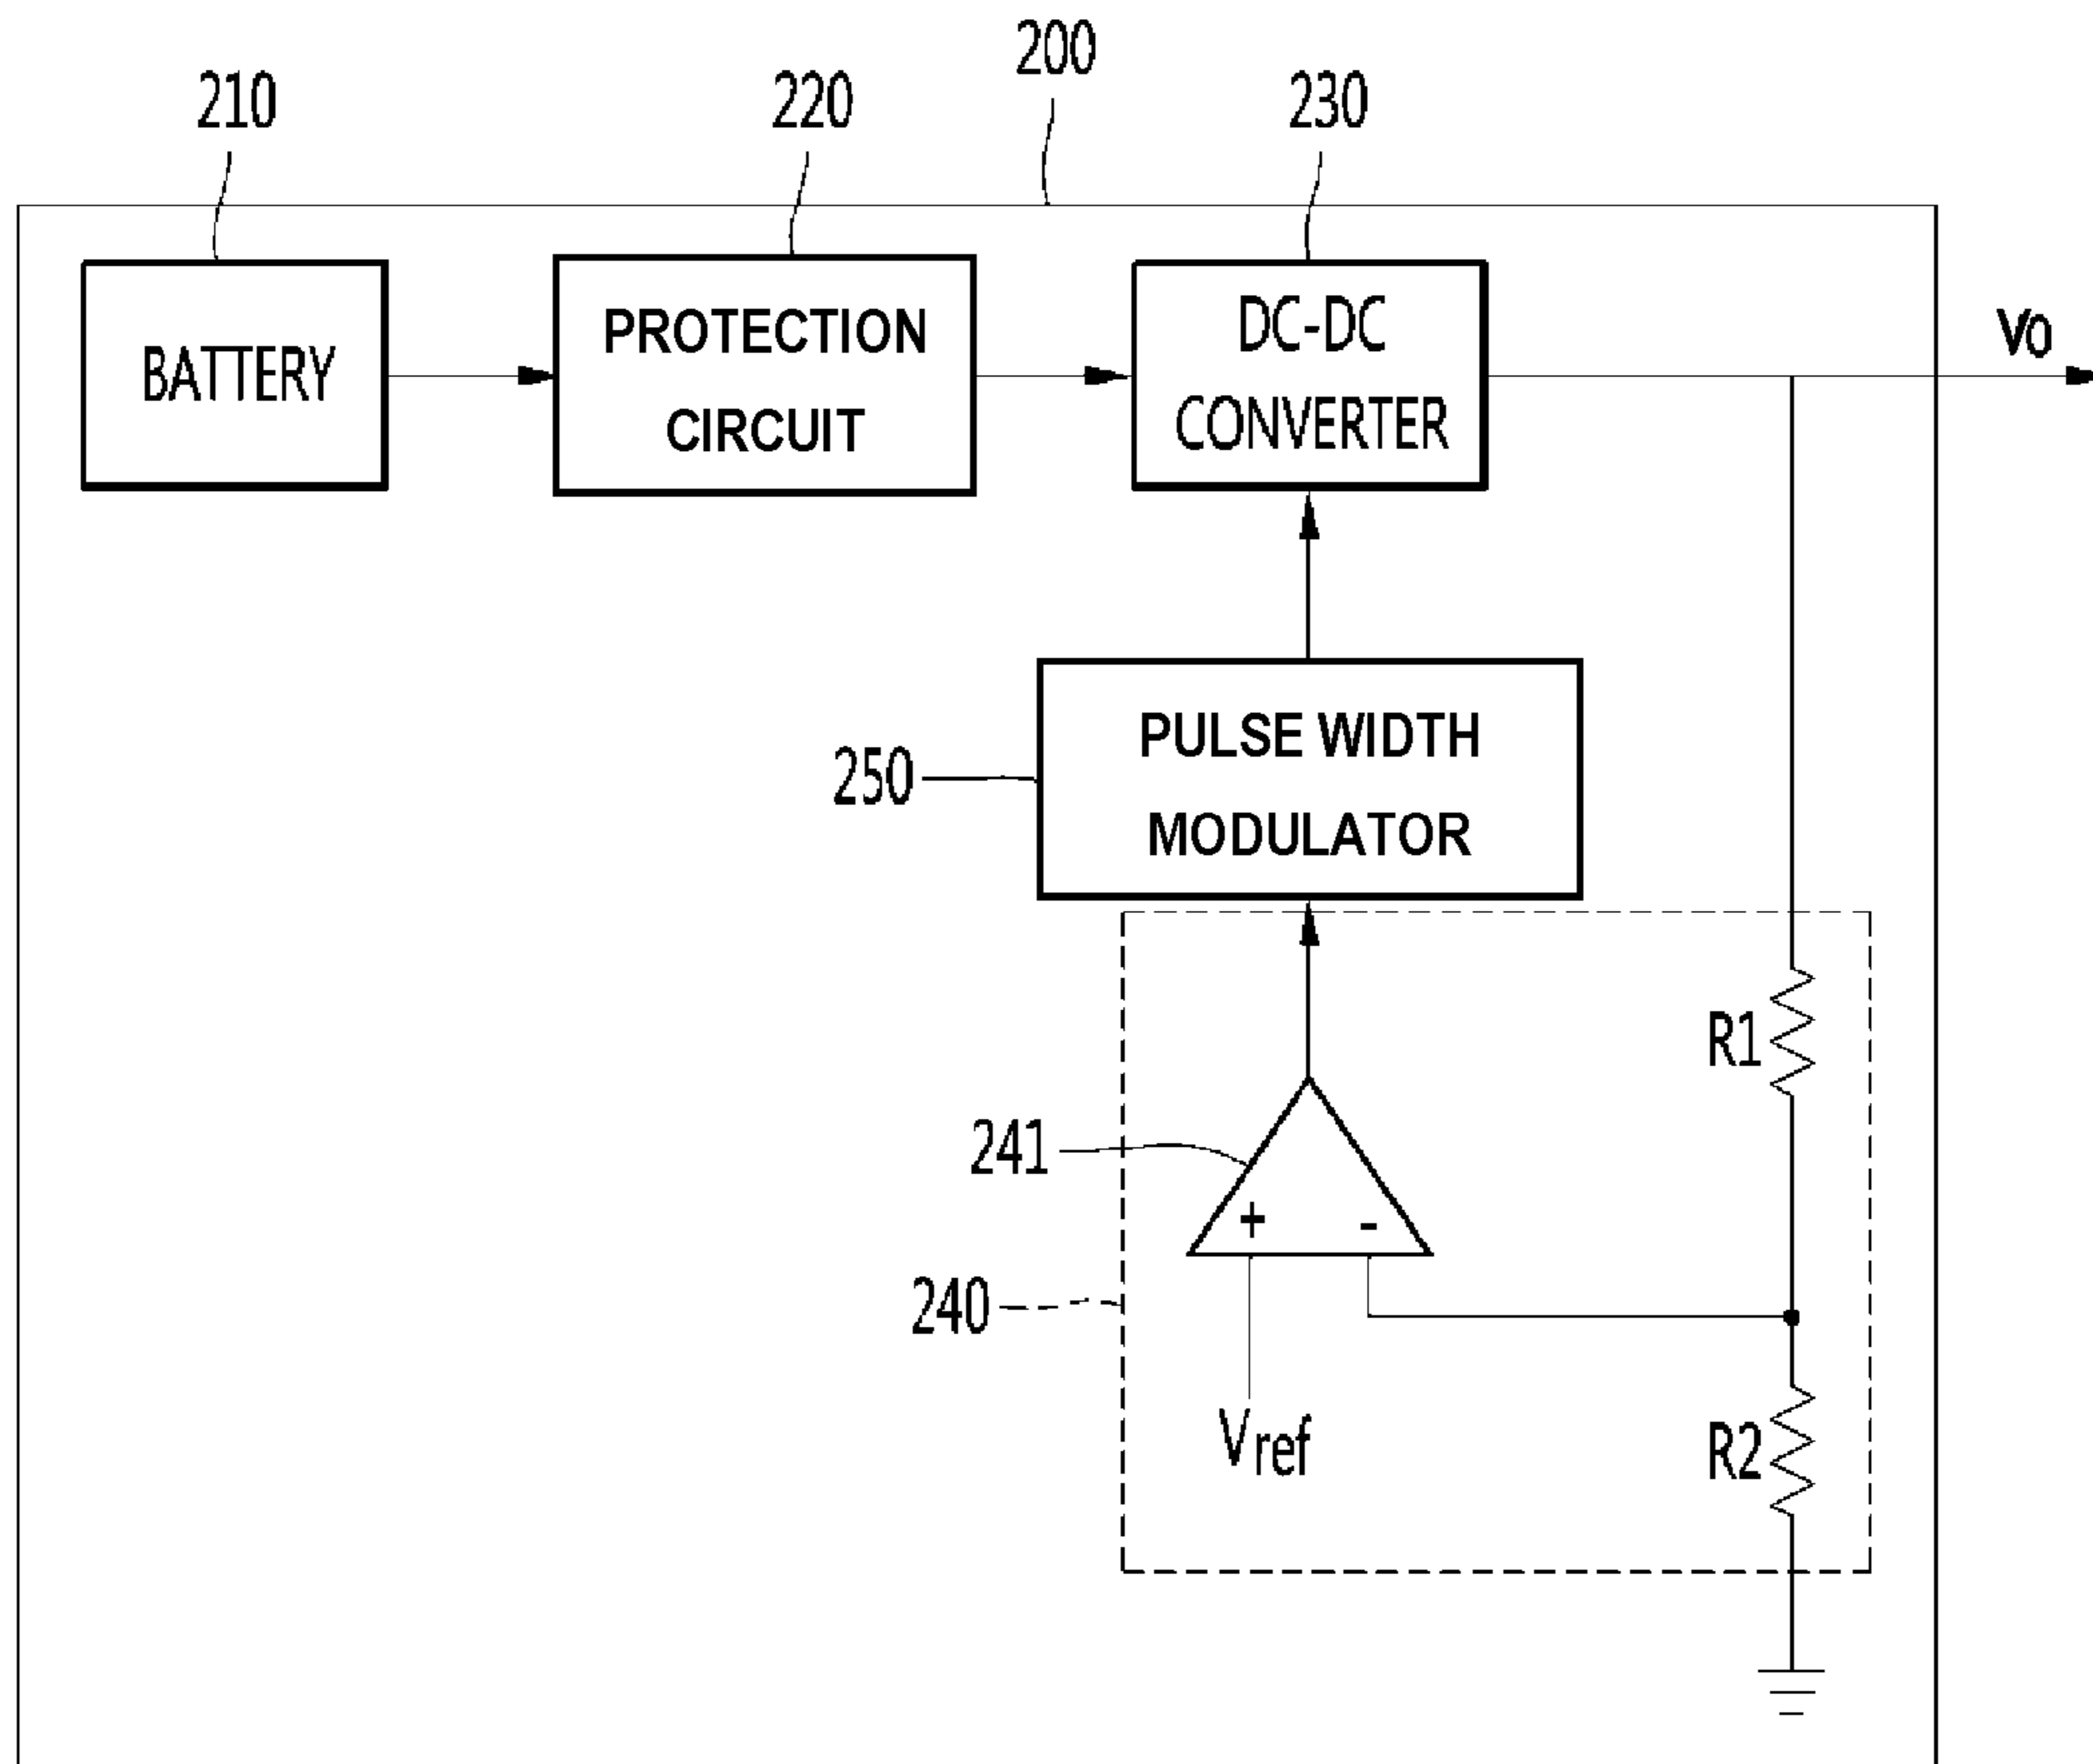 200
210
220
230
BATTERY
PROTECTION
CIRCUIT
DC-DC
CONVERTER
Vo
250
PULSE WIDTH
MODULATOR
R1
241
+ -
240
Vref
R2